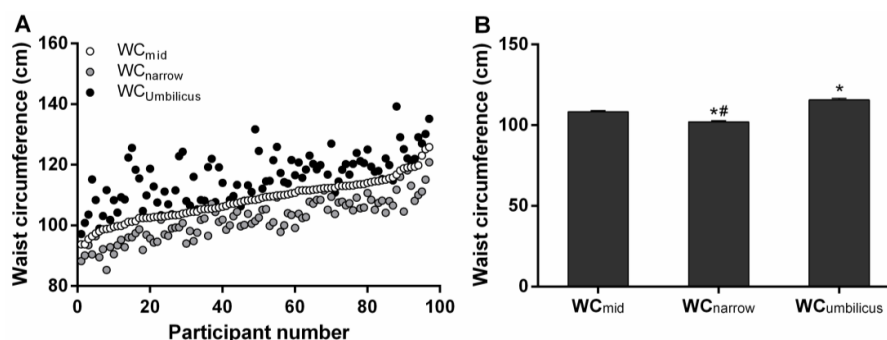 A
Waist circumference (cm)
160
140
120
100
80
WCmid
WCnarrow
WCUmbilicus
0
20
40
60
80
100
Participant number
B
Waist circumference (cm)
150
100
50
0
*#
*
WCmid
WCnarrow
WCumbilicus